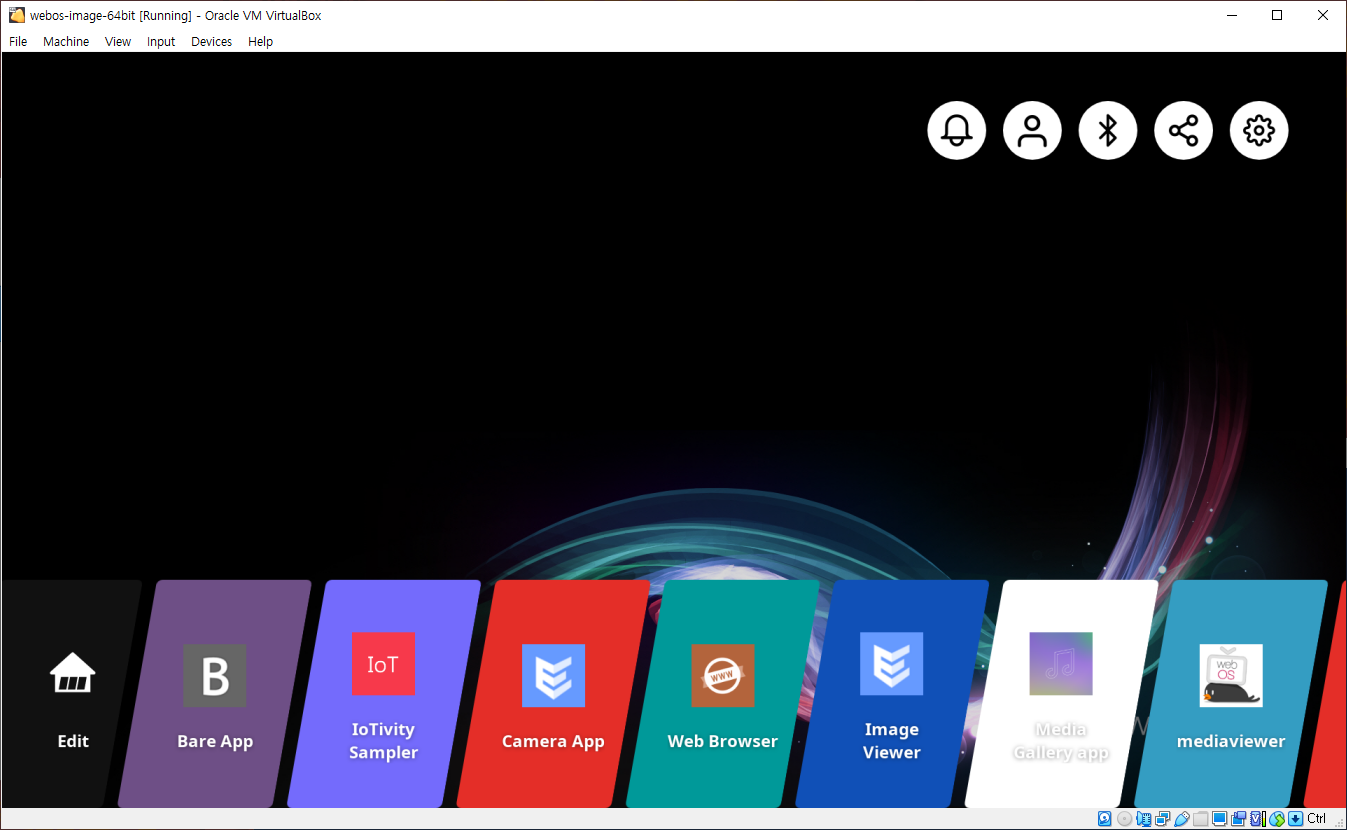 webos-image-64bit [Running] - Oracle VM VirtualBox
File Machine View Input Devices Help
Edit
B
Bare App
IoT
IoTivity
Sampler
Camera App
WWW
Web Browser
Image
Viewer
Media
Gallery app
W
web
OS
mediaviewer
Ctrl